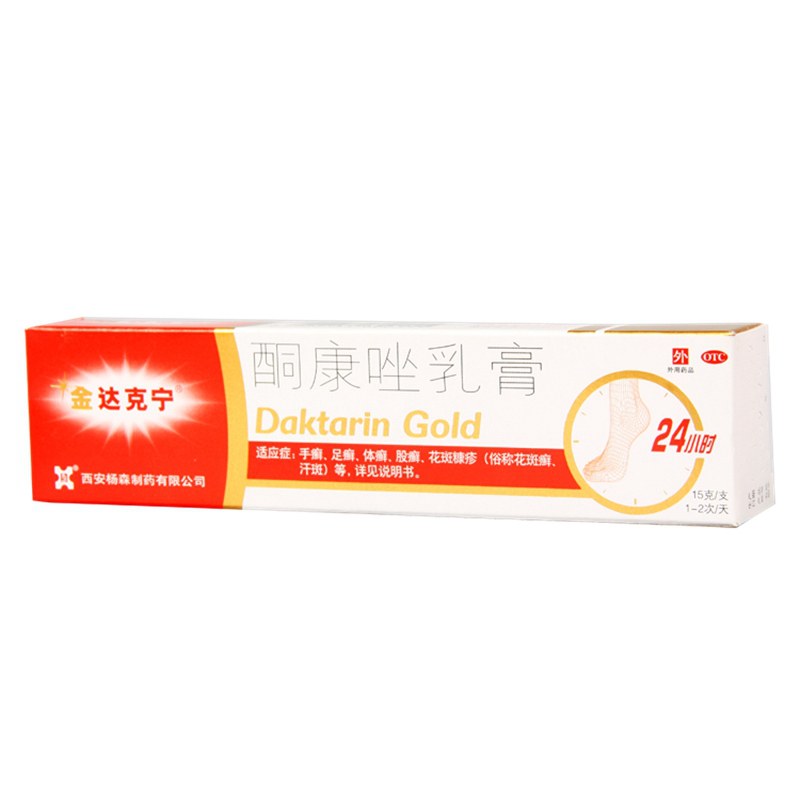 金达克宁®
西安杨森制药有限公司
酮康唑乳膏
Daktarin Gold
适应症：手癣、足癣、体癣、股癣、花斑糠疹（俗称花斑癣、
汗斑）等，详见说明书。
外
外用药品
OTC
24小时
15克/支
1-2次/天